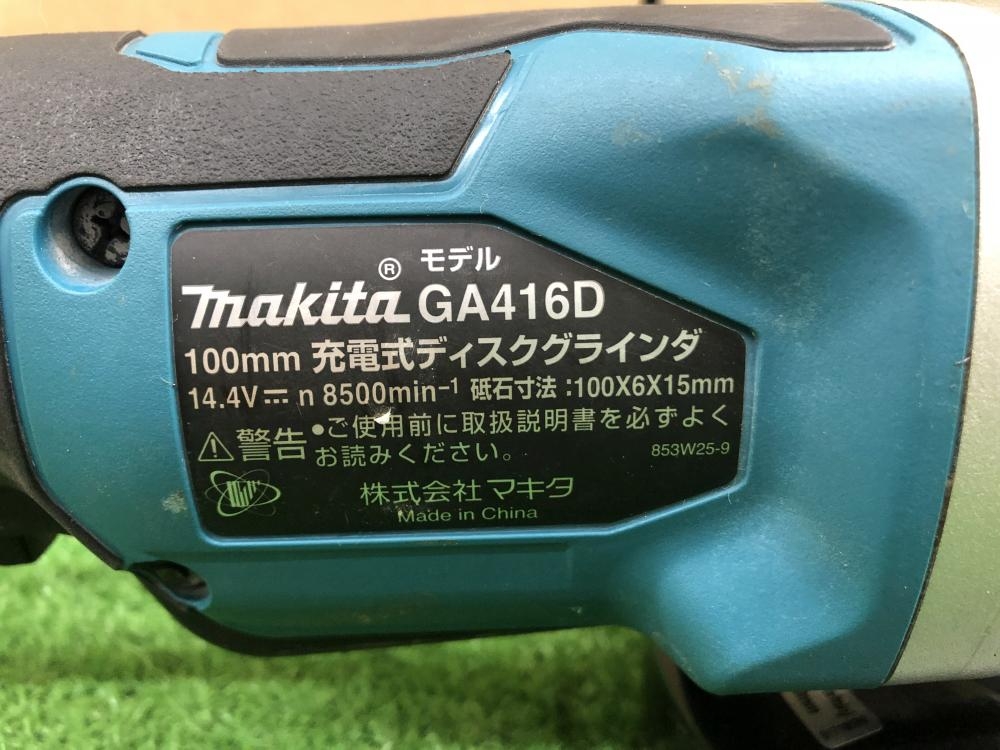 モデル
makita® GA416D
100mm 充電式ディスクグラインダ
14.4V⎓ n 8500min⁻¹ 砥石寸法:100X6X15mm
警告 •ご使用前に取扱説明書を必ずよく
お読みください。
853W25-9
株式会社 マキタ
Made in China